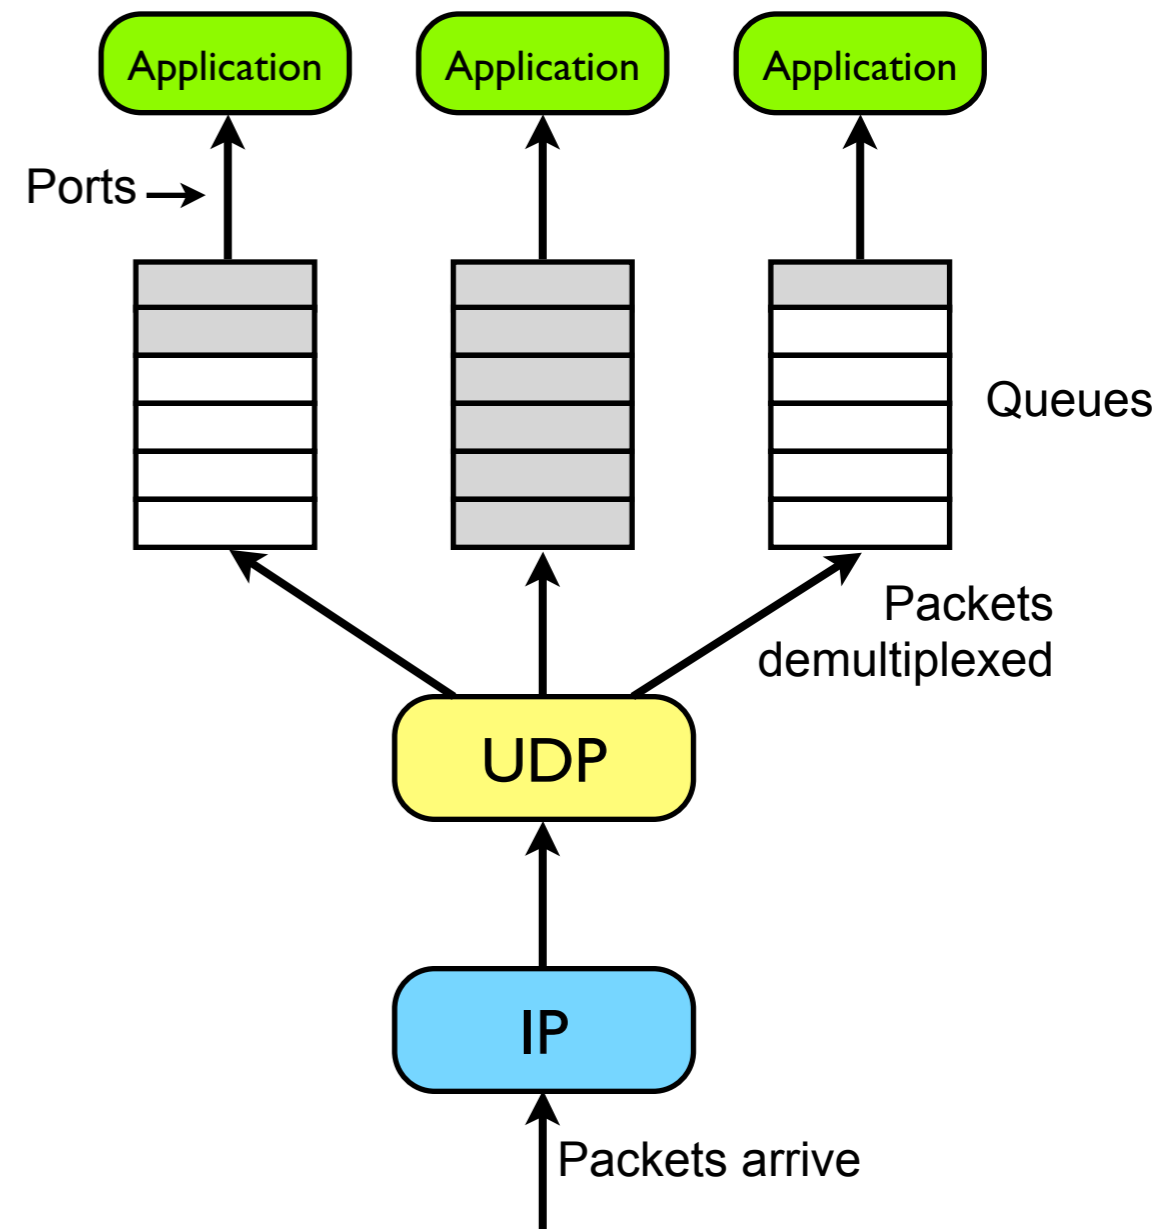 Application
Application
Application
Ports
Queues
Packets
demultiplexed
UDP
IP
Packets arrive